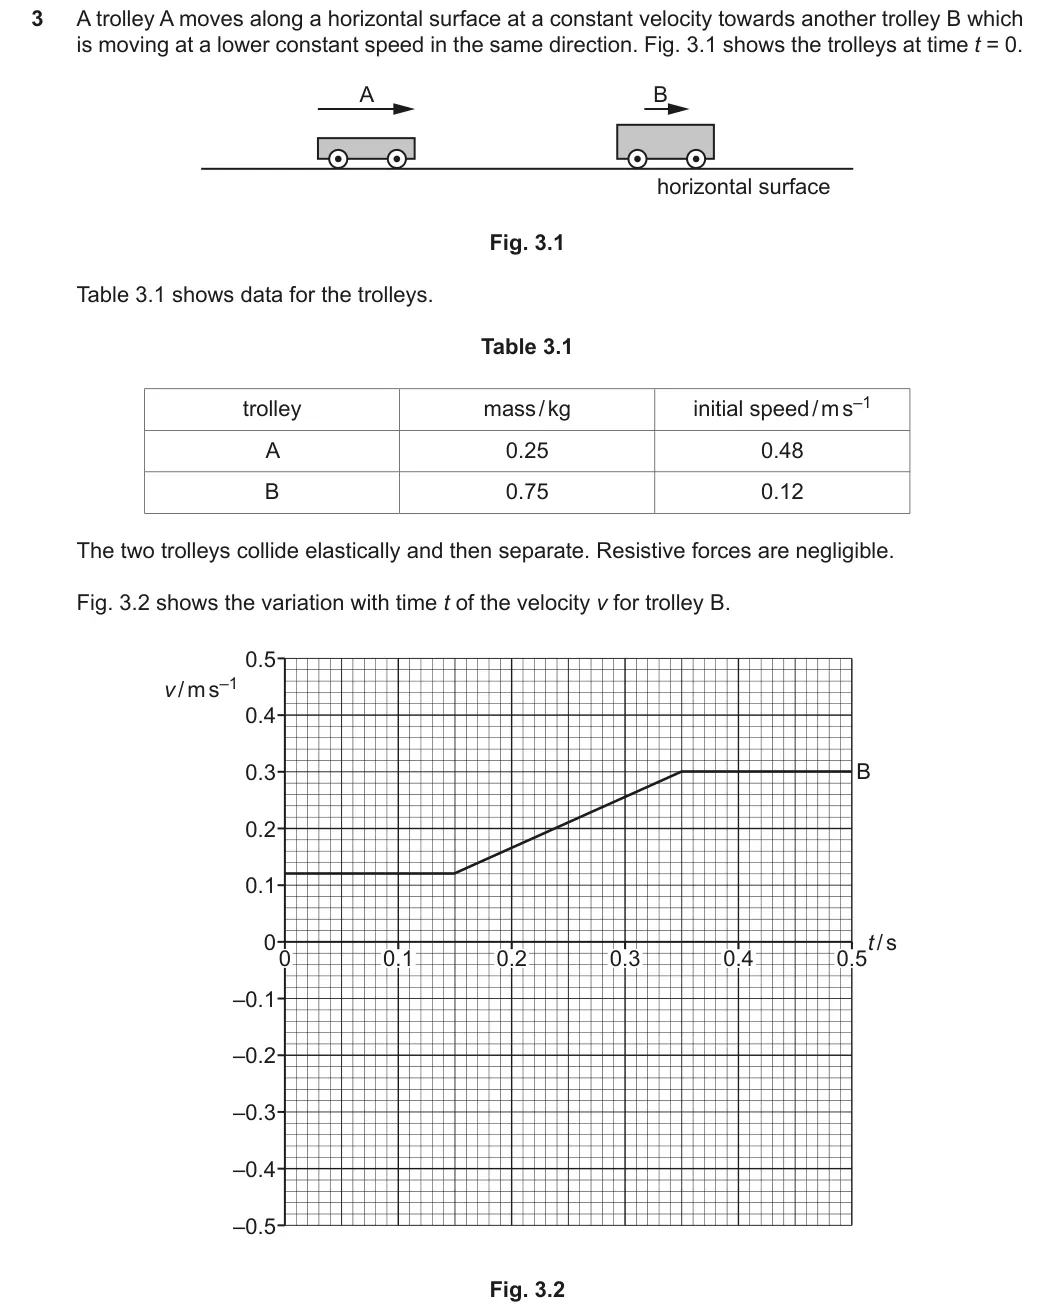 3 A trolley A moves along a horizontal surface at a constant velocity towards another trolley B which
is moving at a lower constant speed in the same direction. Fig. 3.1 shows the trolleys at time t = 0.
A B
horizontal surface
Fig. 3.1
Table 3.1 shows data for the trolleys.
Table 3.1
trolley mass / kg initial speed / m s–1
A 0.25 0.48
B 0.75 0.12
The two trolleys collide elastically and then separate. Resistive forces are negligible.
Fig. 3.2 shows the variation with time t of the velocity v for trolley B.
0.5
v / m s–1
0.4
0.3 B
0.2
0.1
0 t / s
0 0.1 0.2 0.3 0.4 0.5
–0.1
–0.2
–0.3
–0.4
–0.5
Fig. 3.2